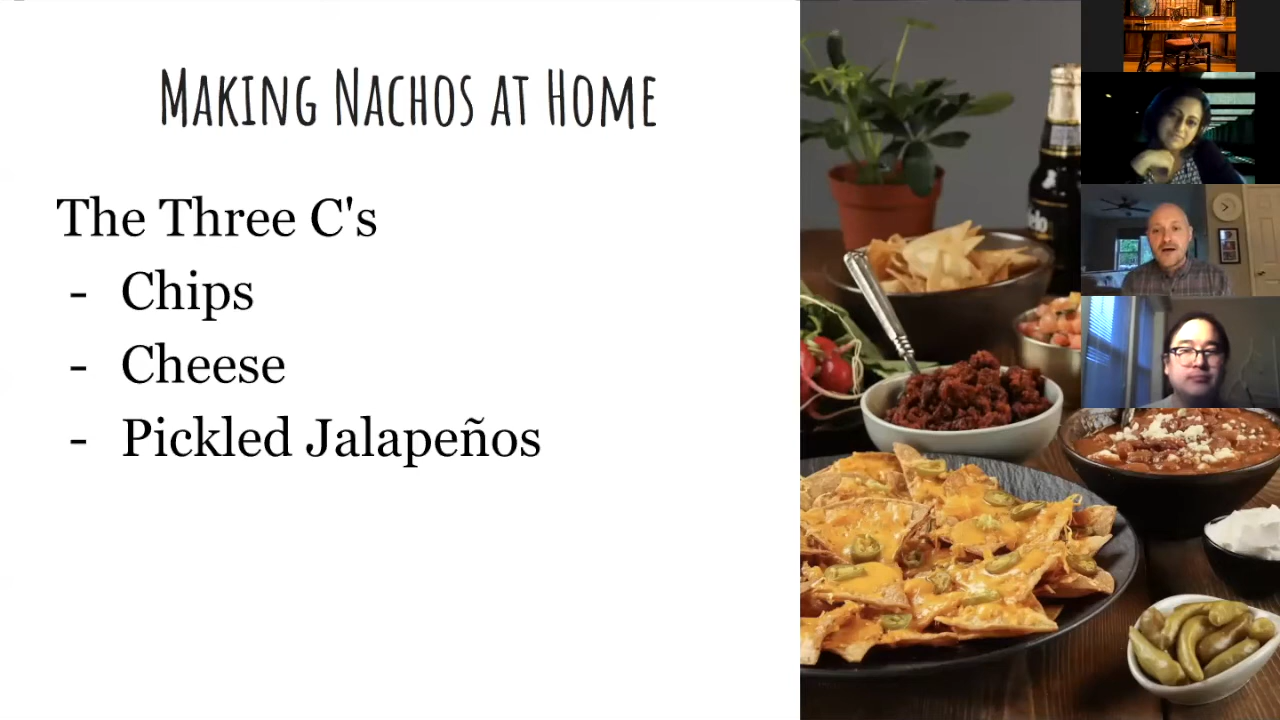 Making Nachos at Home
The Three C's
- Chips
- Cheese
- Pickled Jalapeños